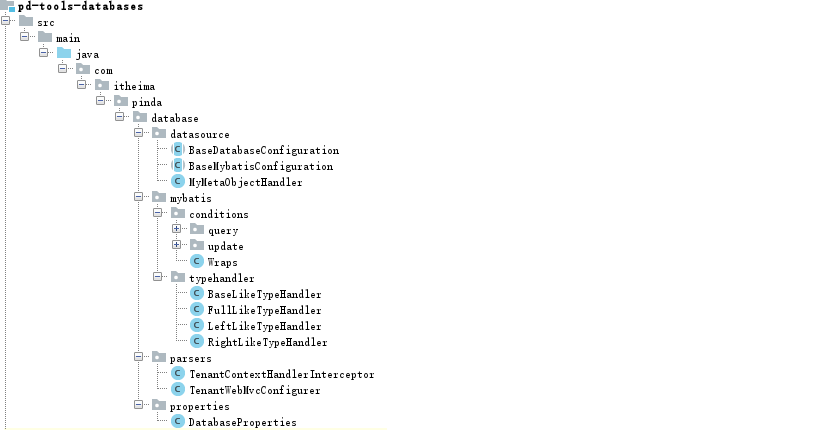 pd-tools-databases
src
main
java
com
itheima
pinda
database
datasource
BaseDatabaseConfiguration
BaseMybatisConfiguration
MyMetaObjectHandler
mybatis
conditions
query
update
Wraps
typehandler
BaseLikeTypeHandler
FullLikeTypeHandler
LeftLikeTypeHandler
RightLikeTypeHandler
parsers
TenantContextHandlerInterceptor
TenantWebMvcConfigurer
properties
DatabaseProperties